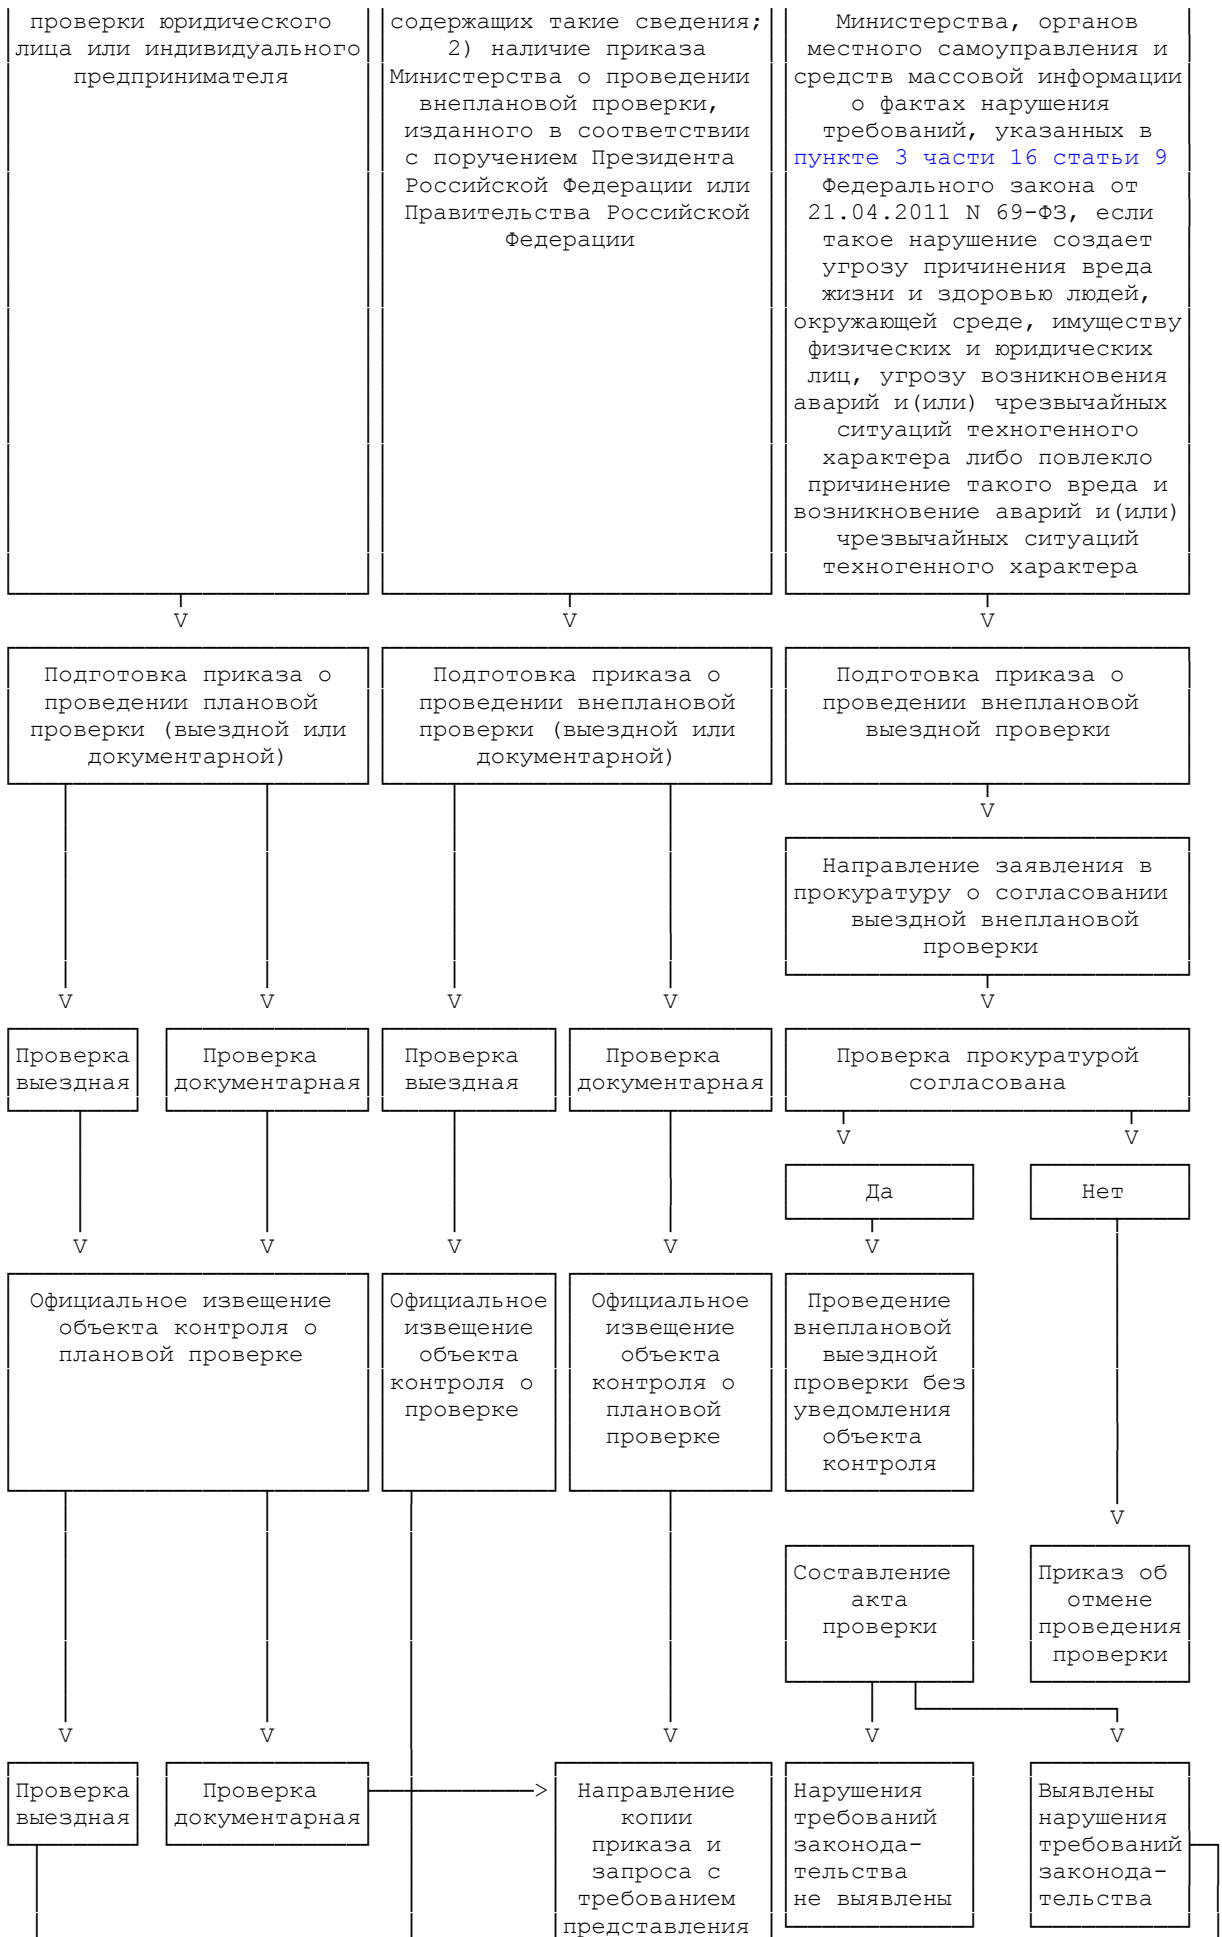 проверки юридического
лица или индивидуального
предпринимателя
содержащих такие сведения;
2) наличие приказа
Министерства о проведении
внеплановой проверки,
изданного в соответствии
с поручением Президента
Российской Федерации или
Правительства Российской
Федерации
Министерства, органов
местного самоуправления и
средств массовой информации
о фактах нарушения
требований, указанных в
пункте 3 части 16 статьи 9
Федерального закона от
21.04.2011 N 69-ФЗ, если
такое нарушение создает
угрозу причинения вреда
жизни и здоровью людей,
окружающей среде, имуществу
физических и юридических
лиц, угрозу возникновения
аварий и(или) чрезвычайных
ситуаций техногенного
характера либо повлекло
причинение такого вреда и
возникновение аварий и(или)
чрезвычайных ситуаций
техногенного характера
V V V
Подготовка приказа о
проведении плановой
проверки (выездной или
документарной)
Подготовка приказа о
проведении внеплановой
проверки (выездной или
документарной)
Подготовка приказа о
проведении внеплановой
выездной проверки
V
Направление заявления в
прокуратуру о согласовании
выездной внеплановой
проверки
V V V V V
Проверка
выездная
Проверка
документарная
Проверка
выездная
Проверка
документарная
Проверка прокуратурой
согласована
V V
Да
Нет
V V V V V
Официальное извещение
объекта контроля о
плановой проверке
Официальное
извещение
объекта
контроля о
проверке
Официальное
извещение
объекта
контроля о
плановой
проверке
Проведение
внеплановой
выездной
проверки без
уведомления
объекта
контроля
V
Составление
акта
проверки
Приказ об
отмене
проведения
проверки
V V V V V
Проверка
выездная
Проверка
документарная
>
Направление
копии
приказа и
запроса с
требованием
представления
Нарушения
требований
законода-
тельства
не выявлены
Выявлены
нарушения
требований
законода-
тельства